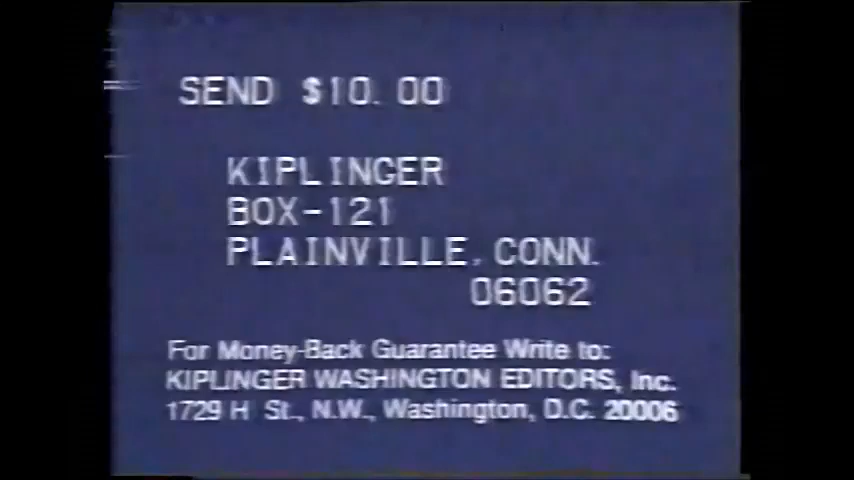 SEND $10.00
KIPLINGER
BOX-121
PLAINVILLE, CONN.
06062
For Money-Back Guarantee Write to:
KIPLINGER WASHINGTON EDITORS, Inc.
1729 H St., N.W., Washington, D.C. 20006